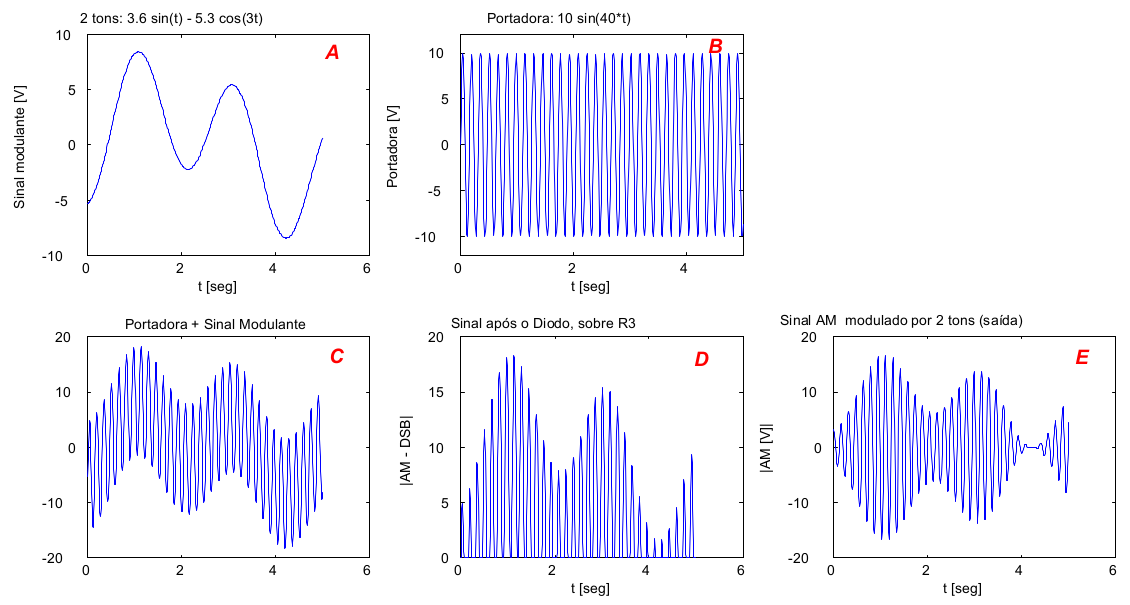 2 tons: 3.6 sin(t) - 5.3 cos(3t)
A
Sinal modulante [V]
10
5
0
-5
-10
0
2
4
6
t [seg]
Portadora: 10 sin(40*t)
B
Portadora [V]
10
5
0
-5
-10
0
2
4
t [seg]
Portadora + Sinal Modulante
C
20
10
0
-10
-20
0
2
4
6
t [seg]
Sinal após o Diodo, sobre R3
D
|AM - DSB|
20
15
10
5
0
0
2
4
6
t [seg]
Sinal AM modulado por 2 tons (saída)
E
|AM [V]|
20
10
0
-10
-20
0
2
4
6
t [seg]